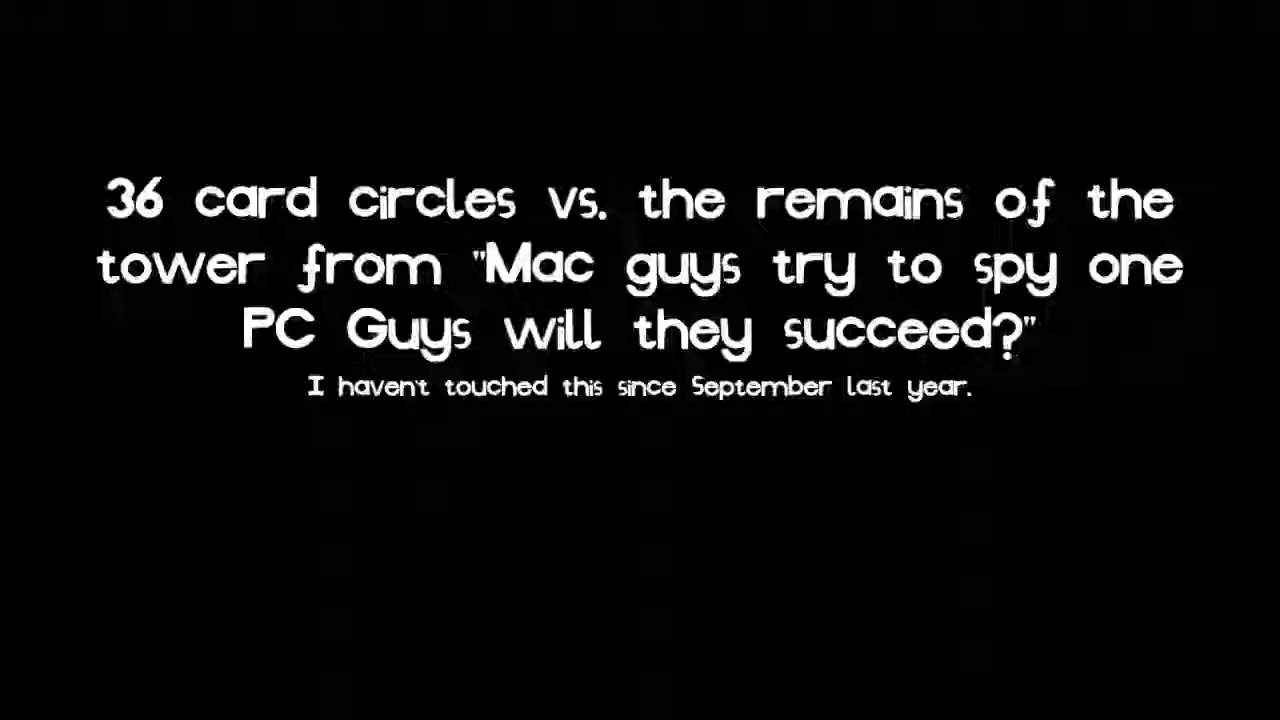 36 card circles vs. the remains of the
tower from "Mac guys try to spy one
PC Guys will they succeed?"
I haven't touched this since September last year.